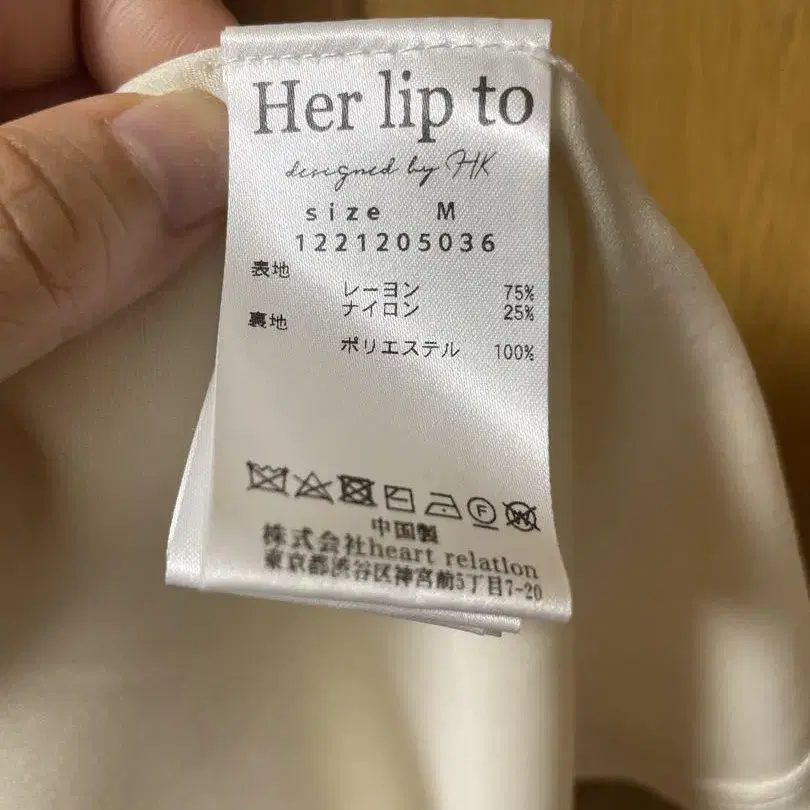 Her lip to
designed by HK
size M
1221205036
表地
レーヨン 75%
ナイロン 25%
裏地
ポリエステル 100%
F
W
中国製
株式会社heart relation
東京都渋谷区神宮前5丁目7-20